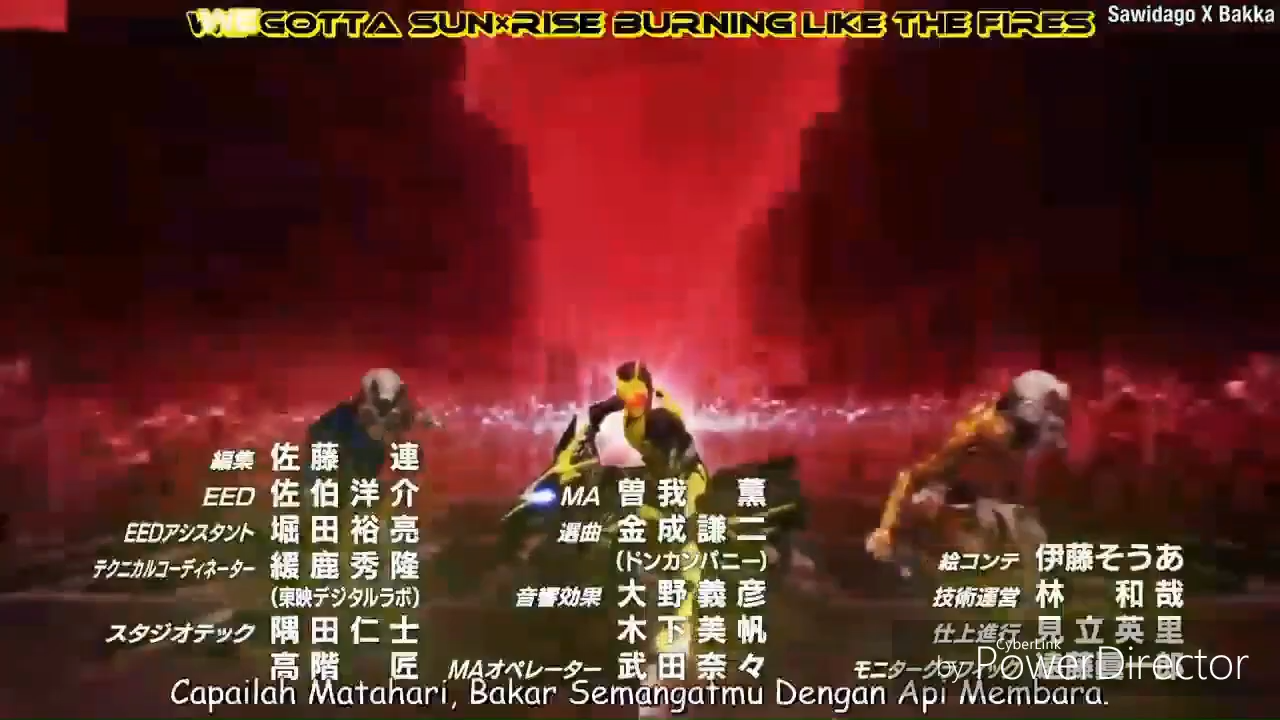 WE GOTTA SUN×RISE BURNING LIKE THE FIRES
Sawidago X Bakka
編集 佐藤 連
EED 佐伯洋介
EEDアシスタント 堀田裕亮
テクニカルコーディネーター 緩鹿秀隆
(東映デジタルラボ)
スタジオテック 隅田仁士
高階 匠
MA 曽我 薫
選曲 金成謙二
(ドンカンパニー)
音響効果 大野義彦
木下美帆
MAオペレーター 武田奈々
絵コンテ 伊藤そうあ
技術運営 林 和哉
仕上進行 見立英里
CyberLink
by PowerDirector
Capailah Matahari, Bakar Semangatmu Dengan Api Membara.